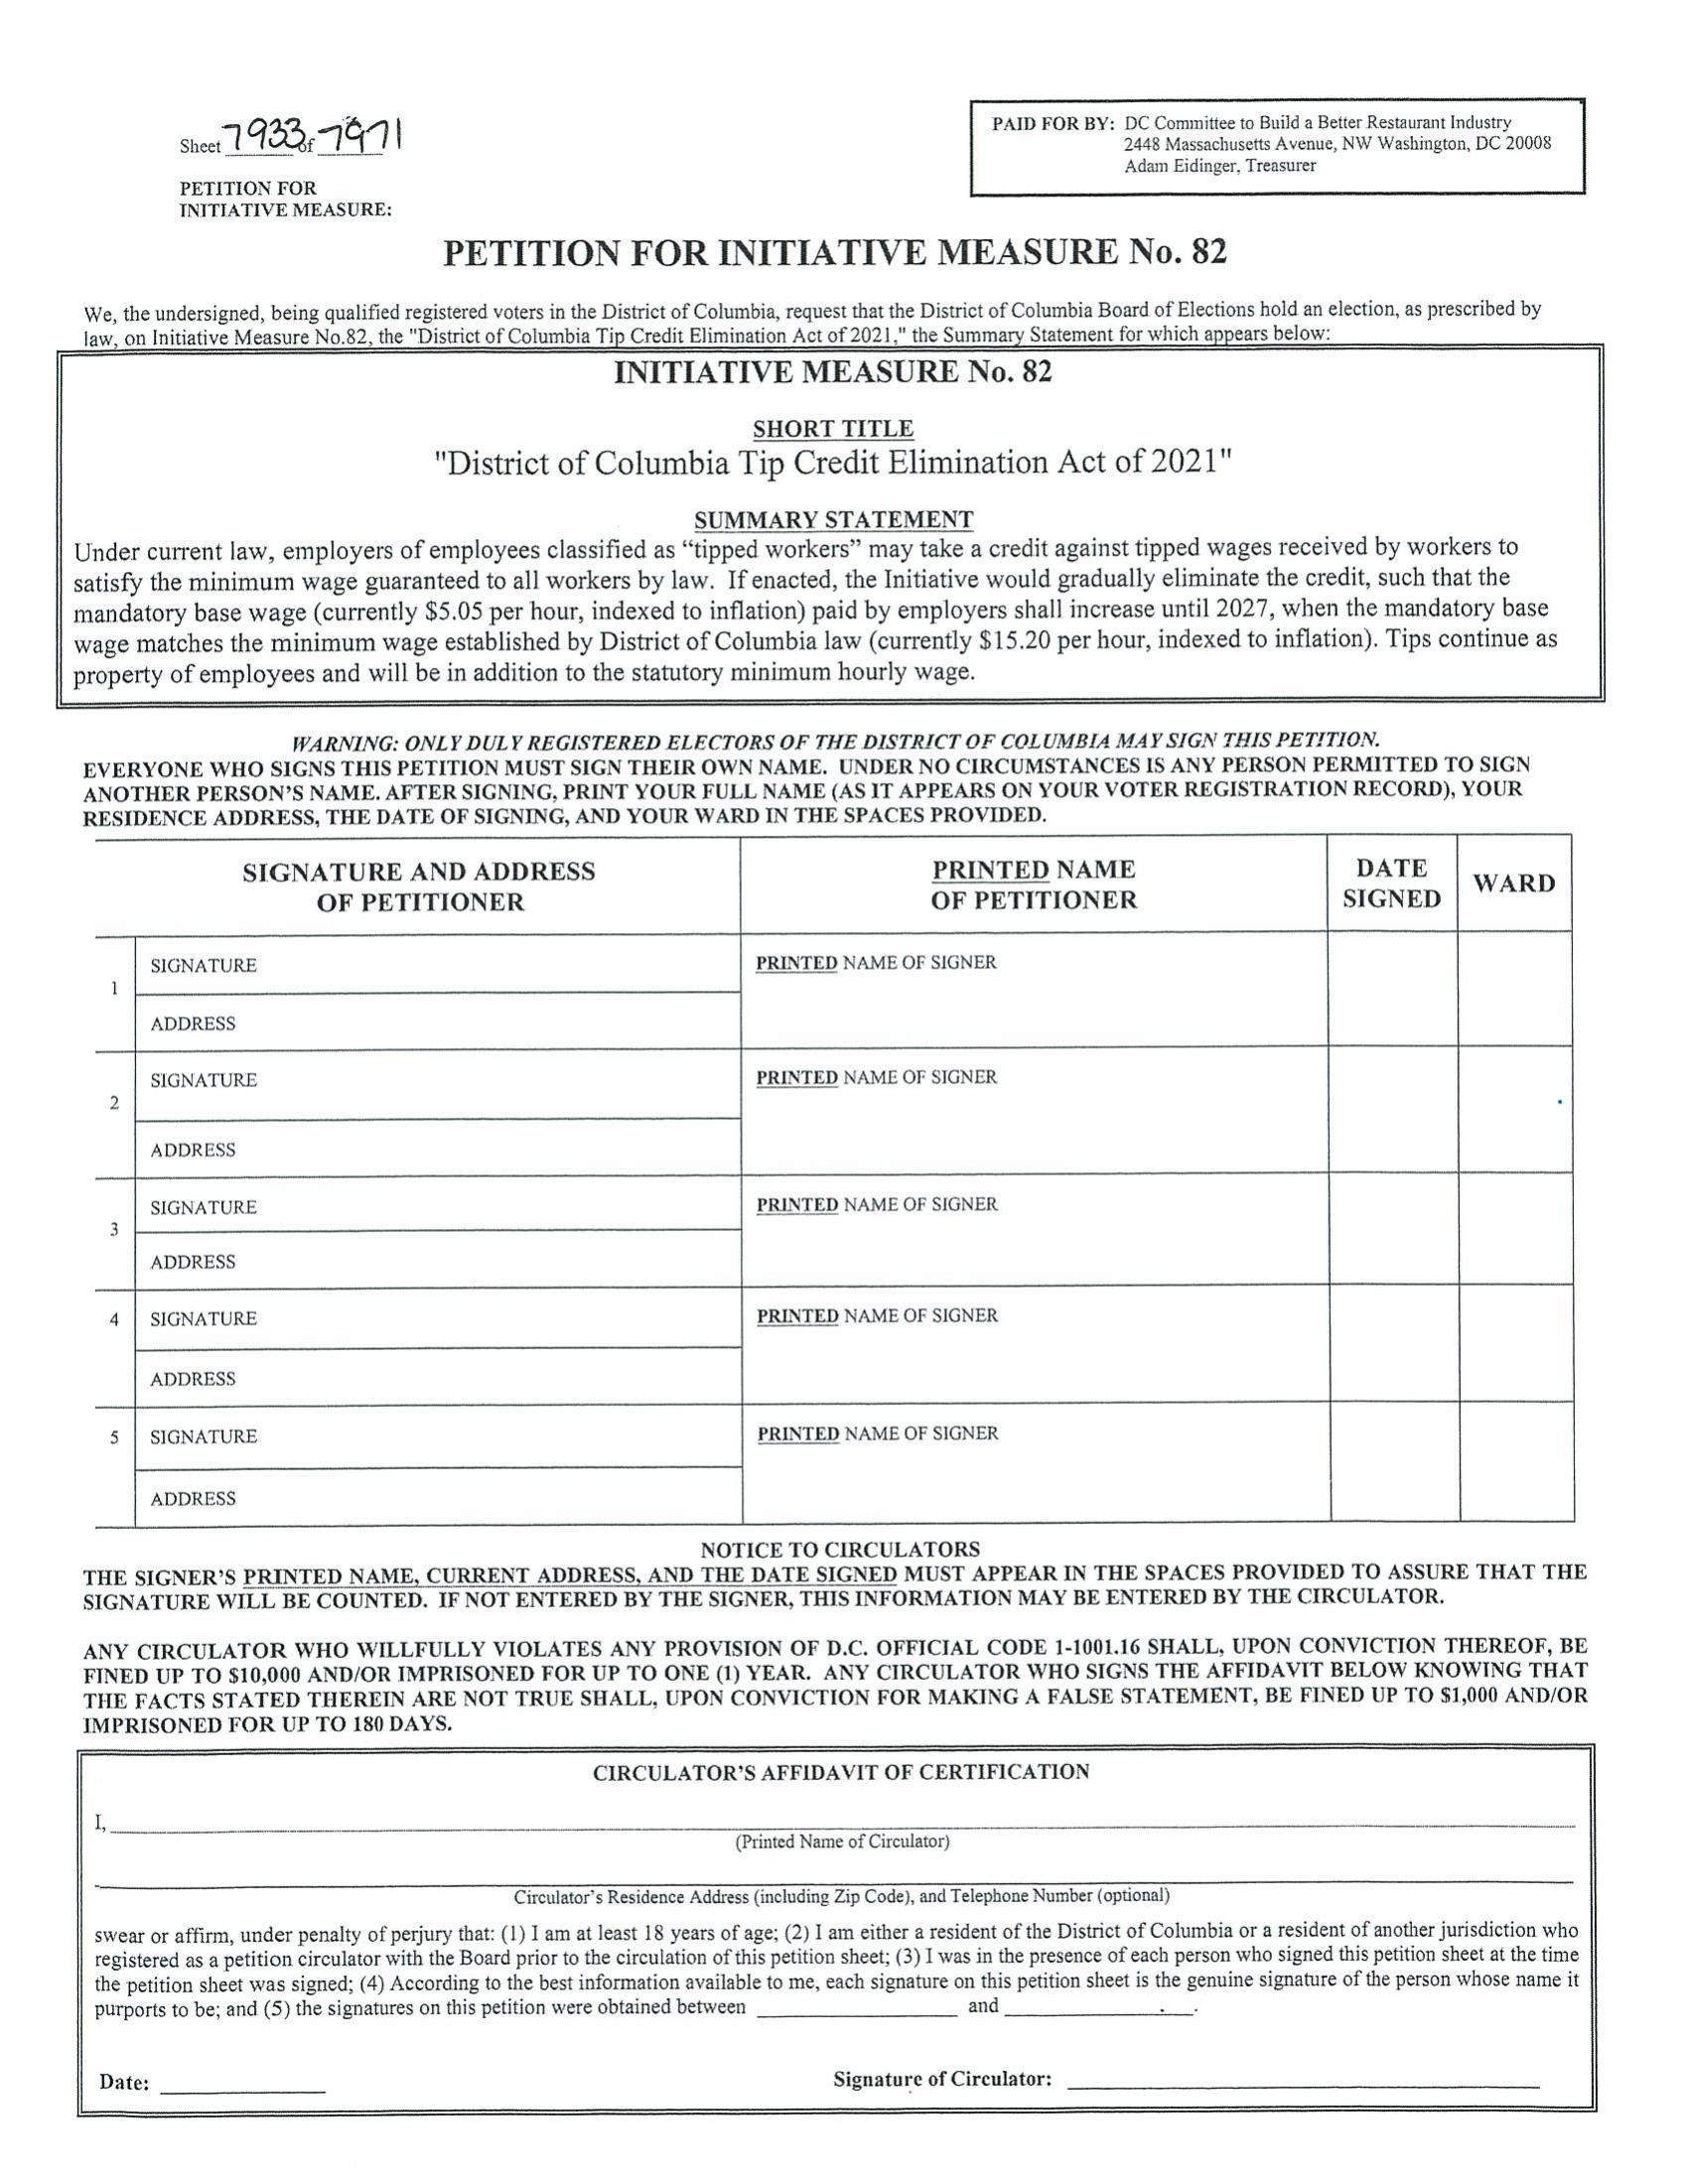 Sheet 7933 of 7971
PAID FOR BY: DC Committee to Build a Better Restaurant Industry
2448 Massachusetts Avenue, NW Washington, DC 20008
Adam Eidinger, Treasurer
PETITION FOR
INITIATIVE MEASURE:
PETITION FOR INITIATIVE MEASURE No. 82
We, the undersigned, being qualified registered voters in the District of Columbia, request that the District of Columbia Board of Elections hold an election, as prescribed by
law, on Initiative Measure No.82, the "District of Columbia Tip Credit Elimination Act of 2021," the Summary Statement for which appears below:
INITIATIVE MEASURE No. 82
SHORT TITLE
"District of Columbia Tip Credit Elimination Act of 2021"
SUMMARY STATEMENT
Under current law, employers of employees classified as “tipped workers” may take a credit against tipped wages received by workers to
satisfy the minimum wage guaranteed to all workers by law. If enacted, the Initiative would gradually eliminate the credit, such that the
mandatory base wage (currently $5.05 per hour, indexed to inflation) paid by employers shall increase until 2027, when the mandatory base
wage matches the minimum wage established by District of Columbia law (currently $15.20 per hour, indexed to inflation). Tips continue as
property of employees and will be in addition to the statutory minimum hourly wage.
WARNING: ONLY DULY REGISTERED ELECTORS OF THE DISTRICT OF COLUMBIA MAY SIGN THIS PETITION.
EVERYONE WHO SIGNS THIS PETITION MUST SIGN THEIR OWN NAME. UNDER NO CIRCUMSTANCES IS ANY PERSON PERMITTED TO SIGN
ANOTHER PERSON'S NAME. AFTER SIGNING, PRINT YOUR FULL NAME (AS IT APPEARS ON YOUR VOTER REGISTRATION RECORD), YOUR
RESIDENCE ADDRESS, THE DATE OF SIGNING, AND YOUR WARD IN THE SPACES PROVIDED.
SIGNATURE AND ADDRESS
OF PETITIONER
PRINTED NAME
OF PETITIONER
DATE
SIGNED
WARD
1
SIGNATURE
PRINTED NAME OF SIGNER
ADDRESS
2
SIGNATURE
PRINTED NAME OF SIGNER
ADDRESS
3
SIGNATURE
PRINTED NAME OF SIGNER
ADDRESS
4
SIGNATURE
PRINTED NAME OF SIGNER
ADDRESS
5
SIGNATURE
PRINTED NAME OF SIGNER
ADDRESS
NOTICE TO CIRCULATORS
THE SIGNER'S PRINTED NAME, CURRENT ADDRESS, AND THE DATE SIGNED MUST APPEAR IN THE SPACES PROVIDED TO ASSURE THAT THE
SIGNATURE WILL BE COUNTED. IF NOT ENTERED BY THE SIGNER, THIS INFORMATION MAY BE ENTERED BY THE CIRCULATOR.
ANY CIRCULATOR WHO WILLFULLY VIOLATES ANY PROVISION OF D.C. OFFICIAL CODE 1-1001.16 SHALL, UPON CONVICTION THEREOF, BE
FINED UP TO $10,000 AND/OR IMPRISONED FOR UP TO ONE (1) YEAR. ANY CIRCULATOR WHO SIGNS THE AFFIDAVIT BELOW KNOWING THAT
THE FACTS STATED THEREIN ARE NOT TRUE SHALL, UPON CONVICTION FOR MAKING A FALSE STATEMENT, BE FINED UP TO $1,000 AND/OR
IMPRISONED FOR UP TO 180 DAYS.
CIRCULATOR'S AFFIDAVIT OF CERTIFICATION
I,
(Printed Name of Circulator)
Circulator's Residence Address (including Zip Code), and Telephone Number (optional)
swear or affirm, under penalty of perjury that: (1) I am at least 18 years of age; (2) I am either a resident of the District of Columbia or a resident of another jurisdiction who
registered as a petition circulator with the Board prior to the circulation of this petition sheet; (3) I was in the presence of each person who signed this petition sheet at the time
the petition sheet was signed; (4) According to the best information available to me, each signature on this petition sheet is the genuine signature of the person whose name it
purports to be; and (5) the signatures on this petition were obtained between and .
Date: Signature of Circulator: